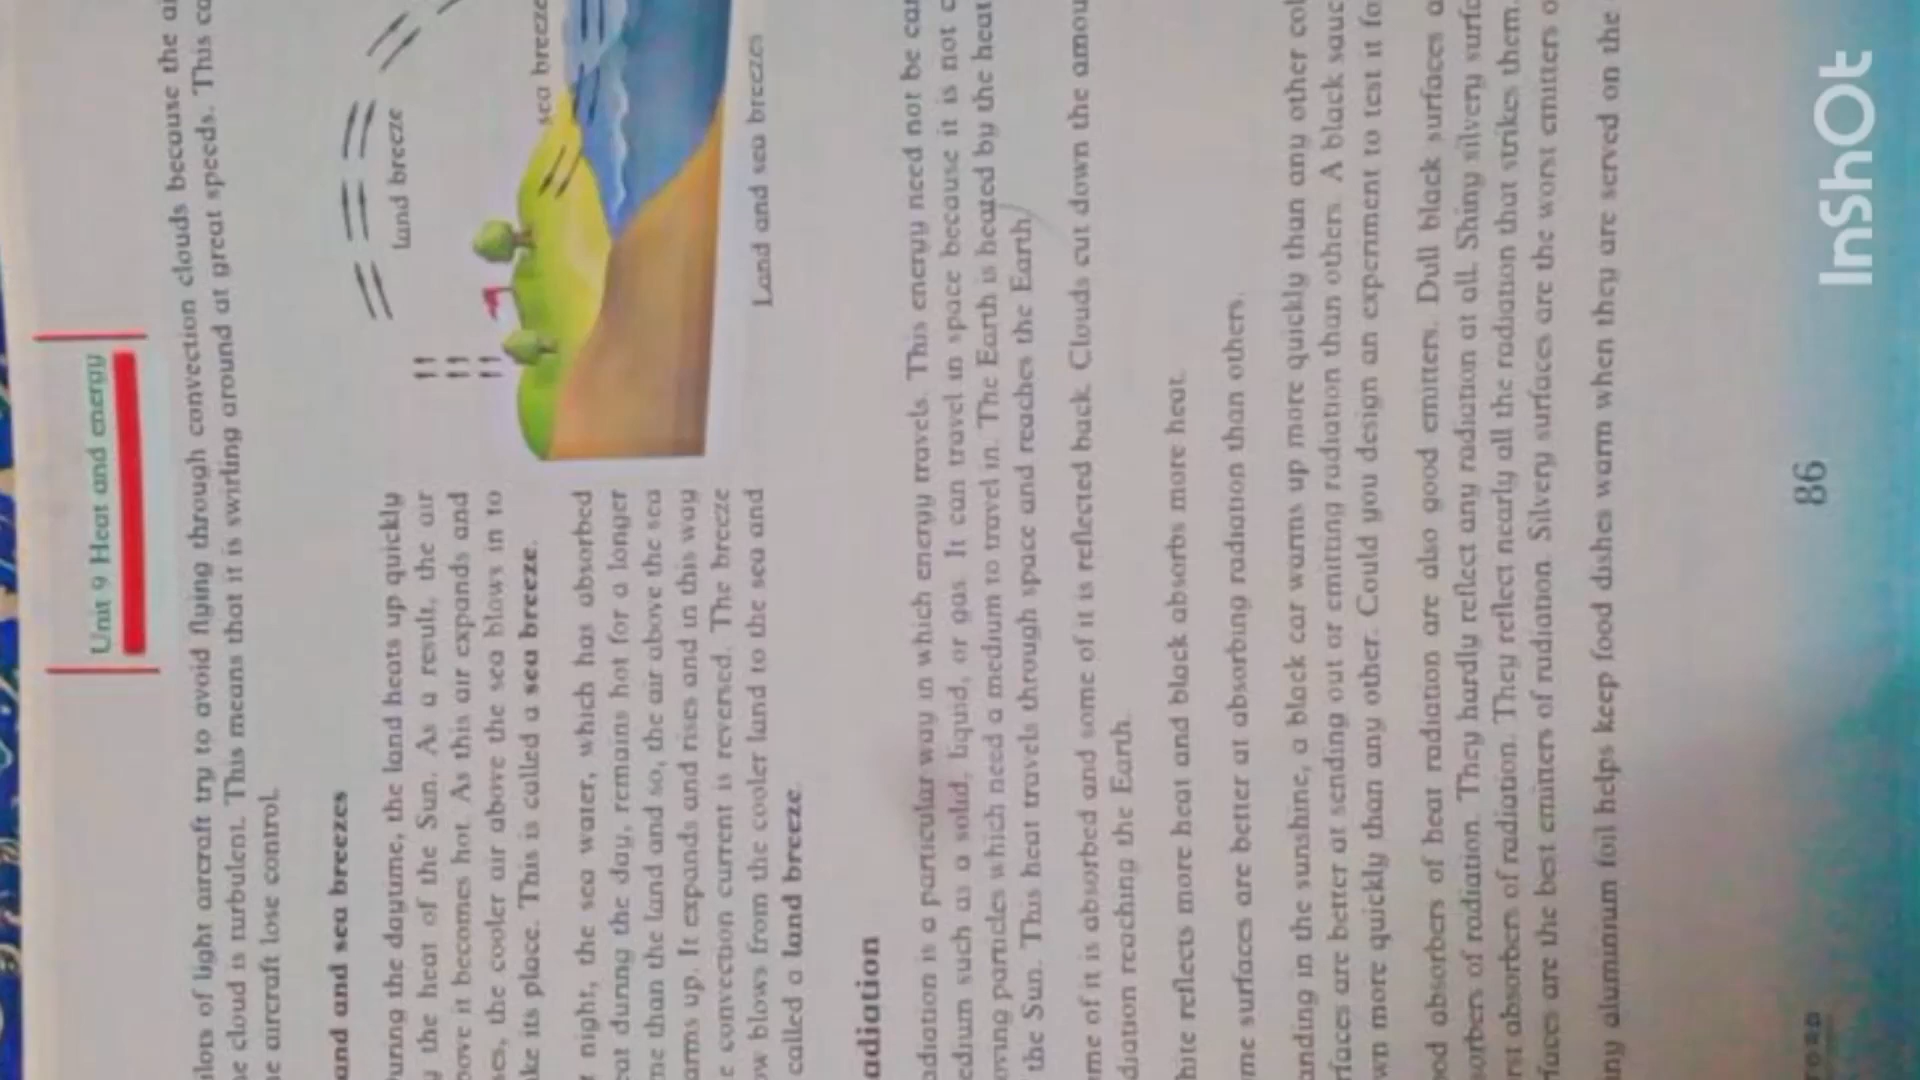 Unit 9 Heat and energy
ilots of light aircraft try to avoid flying through convection clouds because the ai
e cloud is turbulent. This means that it is swirling around at great speeds. This ca
e aircraft lose control.
and and sea breezes
uring the daytime, the land heats up quickly
y the heat of the Sun. As a result, the air
bove it becomes hot. As this air expands and
ses, the cooler air above the sea blows in to
ke its place. This is called a sea breeze.
t night, the sea water, which has absorbed
eat during the day, remains hot for a longer
me than the land and so, the air above the sea
arms up. It expands and rises and in this way
e convection current is reversed. The breeze
ow blows from the cooler land to the sea and
called a land breeze.
land breeze
sea breeze
Land and sea breezes
adiation
adiation is a particular way in which energy travels. This energy need not be car
edium such as a solid, liquid, or gas. It can travel in space because it is not c
oving particles which need a medium to travel in. The Earth is heated by the heat
the Sun. This heat travels through space and reaches the Earth.
ome of it is absorbed and some of it is reflected back. Clouds cut down the amou
diation reaching the Earth.
hite reflects more heat and black absorbs more heat.
me surfaces are better at absorbing radiation than others.
anding in the sunshine, a black car warms up more quickly than any other col
rfaces are better at sending out or emitting radiation than others. A black sauc
wn more quickly than any other. Could you design an experiment to test it fo
ood absorbers of heat radiation are also good emitters. Dull black surfaces a
sorbers of radiation. They hardly reflect any radiation at all. Shiny silvery surfa
rst absorbers of radiation. They reflect nearly all the radiation that strikes them.
rfaces are the best emitters of radiation. Silvery surfaces are the worst emitters o
iny aluminium foil helps keep food dishes warm when they are served on the
86
InShOt